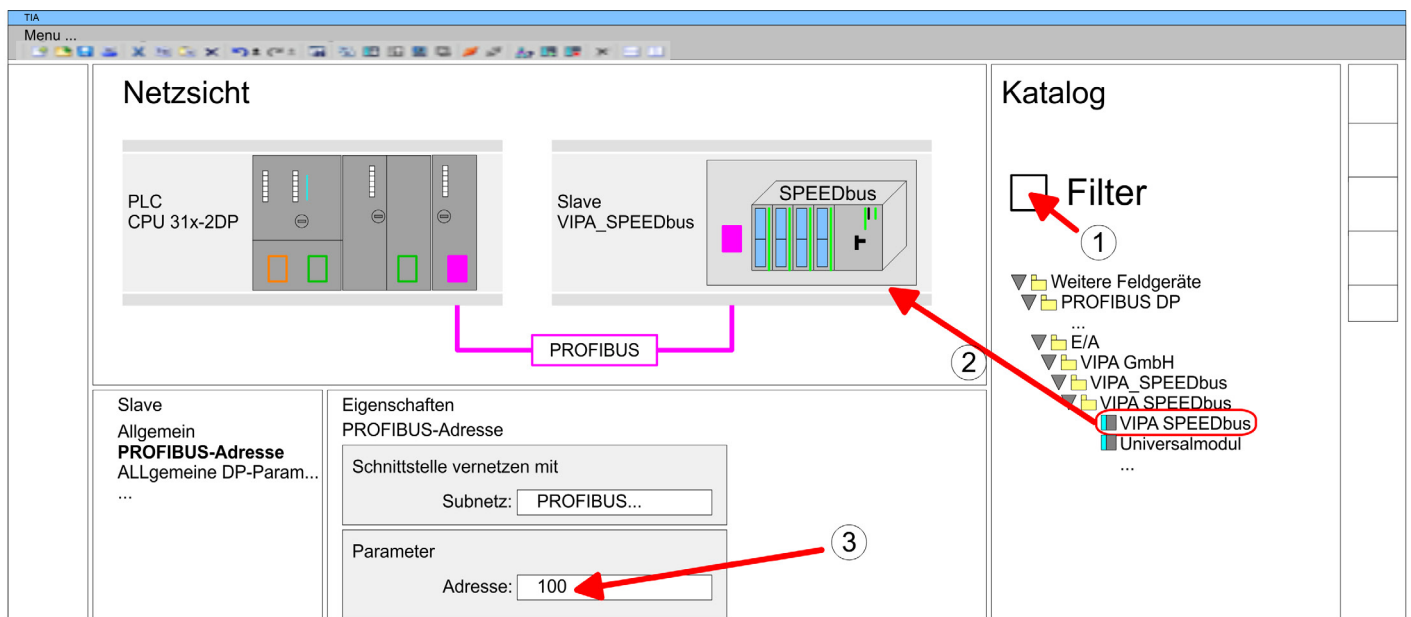 TIA
Menu ...
Netzsicht
PLC
CPU 31x-2DP
Slave
VIPA_SPEEDbus
SPEEDbus
PROFIBUS
2
Katalog
Filter
1
Weitere Feldgeräte
PROFIBUS DP
...
E/A
VIPA GmbH
VIPA_SPEEDbus
VIPA SPEEDbus
VIPA SPEEDbus
Universalmodul
...
Slave
Allgemein
PROFIBUS-Adresse
ALLgemeine DP-Param...
...
Eigenschaften
PROFIBUS-Adresse
Schnittstelle vernetzen mit
Subnetz: PROFIBUS...
Parameter
Adresse: 100
3